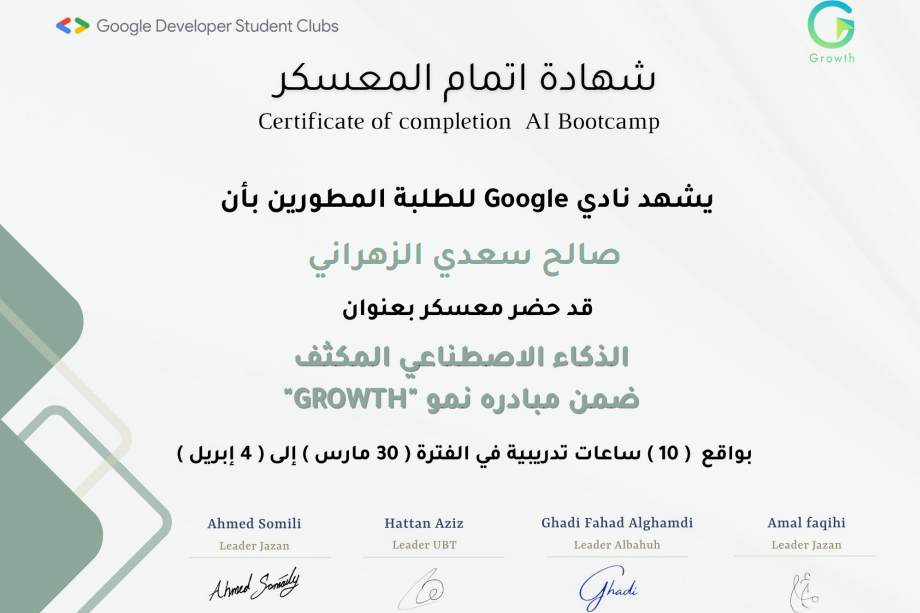 Google Developer Student Clubs
Growth
شهادة اتمام المعسكر
Certificate of completion AI Bootcamp
يشهد نادي Google للطلبة المطورين بأن
صالح سعدي الزهراني
قد حضر معسكر بعنوان
الذكاء الاصطناعي المكثف
ضمن مبادره نمو "GROWTH"
بواقع ( 10 ) ساعات تدريبية في الفترة ( 30 مارس ) إلى ( 4 إبريل )
Ahmed Somili
Leader Jazan
Ahmed Somaily
Hattan Aziz
Leader UBT
Ghadi Fahad Alghamdi
Leader Albahuh
Ghadi
Amal faqihi
Leader Jazan